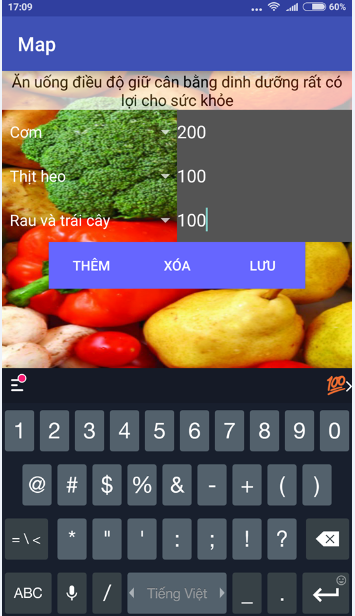 17:09 ... 60%
Map
Ăn uống điều độ giữ cân bằng dinh dưỡng rất có
lợi cho sức khỏe
Cơm 200
Thịt heo 100
Rau và trái cây 100
THÊM XÓA LƯU
100
1 2 3 4 5 6 7 8 9 0
@ # $ % & - + ( )
= \ < * " ' : ; ! ?
ABC / Tiếng Việt _ .